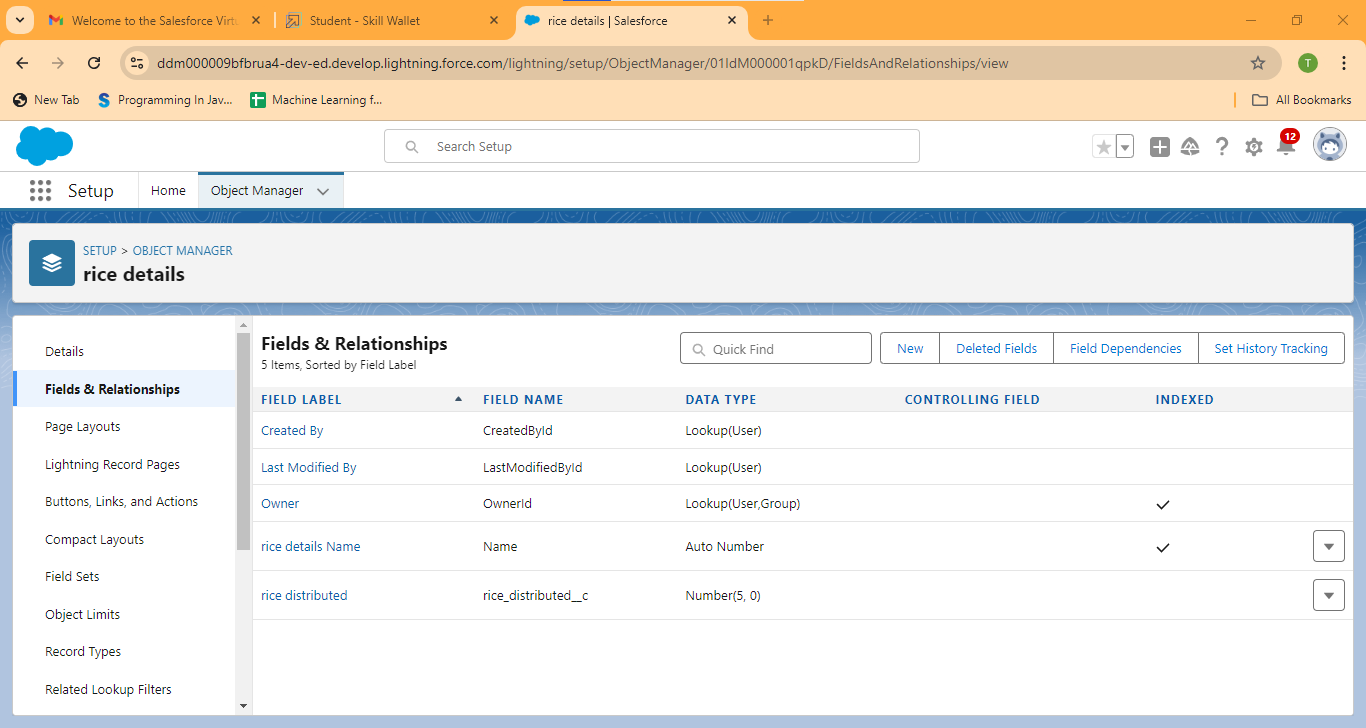 Welcome to the Salesforce Virtu
Student - Skill Wallet
rice details | Salesforce
ddm000009bfbrua4-dev-ed.develop.lightning.force.com/lightning/setup/ObjectManager/01IdM000001qpkD/FieldsAndRelationships/view
T
New Tab
Programming In Jav...
Machine Learning f...
All Bookmarks
Search Setup
12
Setup
Home
Object Manager
SETUP > OBJECT MANAGER
rice details
Details
Fields & Relationships
Page Layouts
Lightning Record Pages
Buttons, Links, and Actions
Compact Layouts
Field Sets
Object Limits
Record Types
Related Lookup Filters
Fields & Relationships
5 Items, Sorted by Field Label
Quick Find
New
Deleted Fields
Field Dependencies
Set History Tracking
FIELD LABEL FIELD NAME DATA TYPE CONTROLLING FIELD INDEXED
Created By CreatedById Lookup(User)
Last Modified By LastModifiedById Lookup(User)
Owner OwnerId Lookup(User,Group)
rice details Name Name Auto Number
rice distributed rice_distributed__c Number(5, 0)